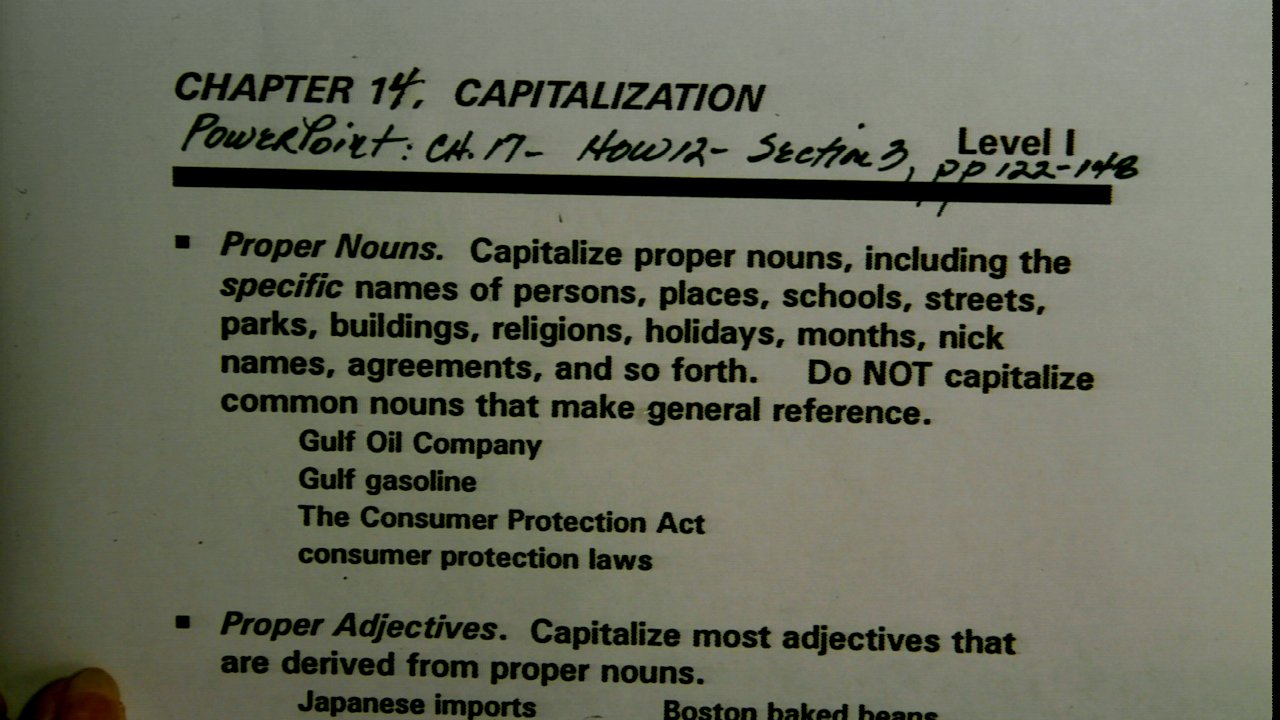 CHAPTER 14, CAPITALIZATION
PowerPoint: CH. 17- HOW12- Section 3, pp 122-148
Level I
▪ Proper Nouns. Capitalize proper nouns, including the
specific names of persons, places, schools, streets,
parks, buildings, religions, holidays, months, nick
names, agreements, and so forth. Do NOT capitalize
common nouns that make general reference.
Gulf Oil Company
Gulf gasoline
The Consumer Protection Act
consumer protection laws
▪ Proper Adjectives. Capitalize most adjectives that
are derived from proper nouns.
Japanese imports Boston baked beans